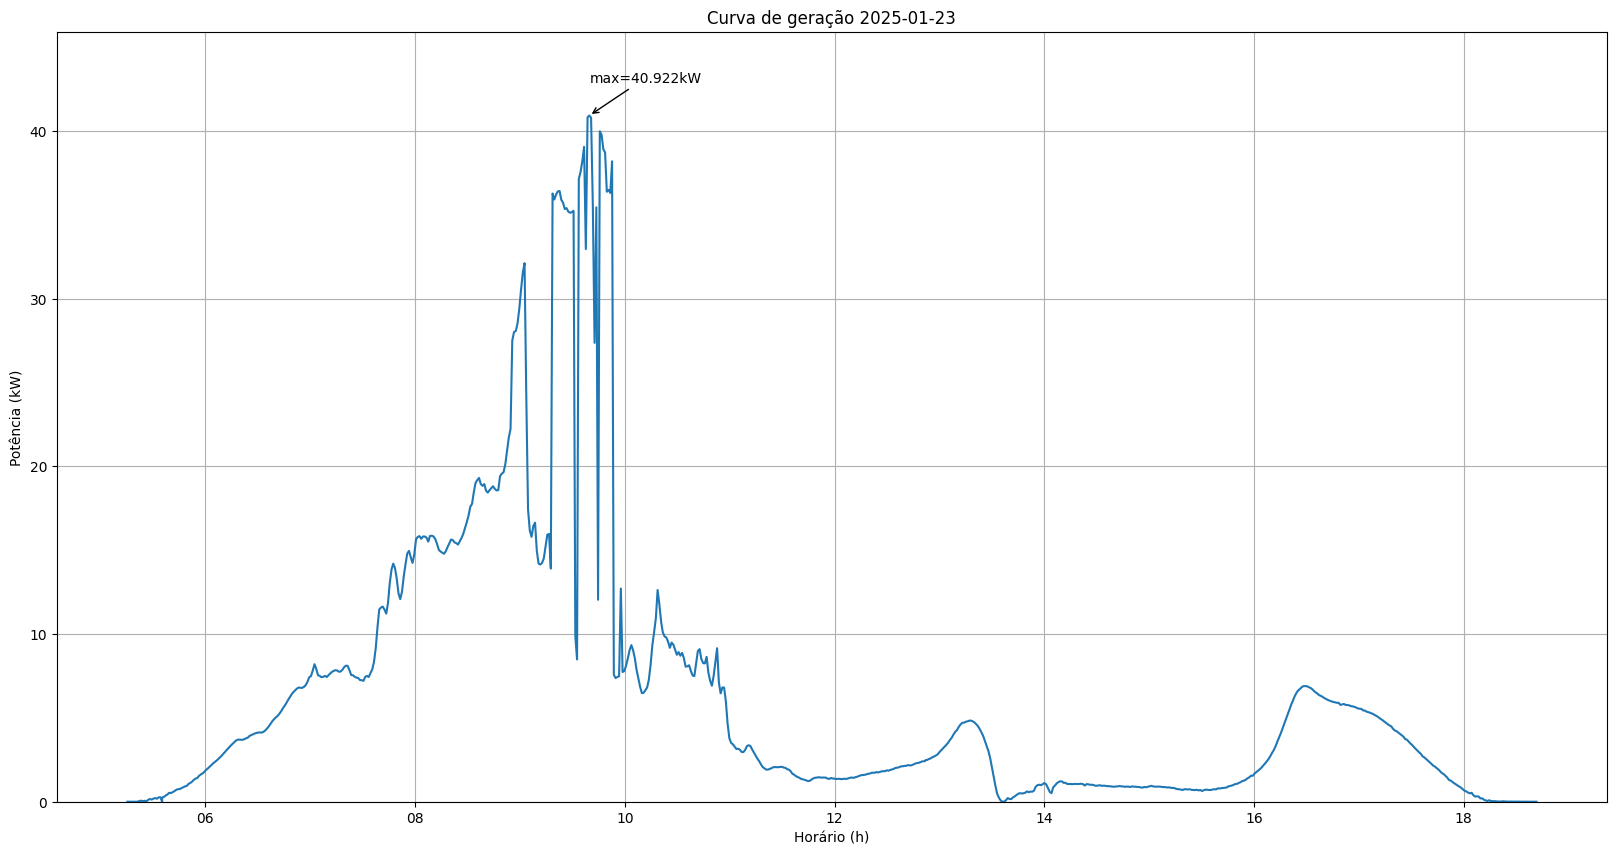 Curva de geração 2025-01-23
max=40.922kW
40
30
20
10
0
Potência (kW)
06 08 10 12 14 16 18
Horário (h)